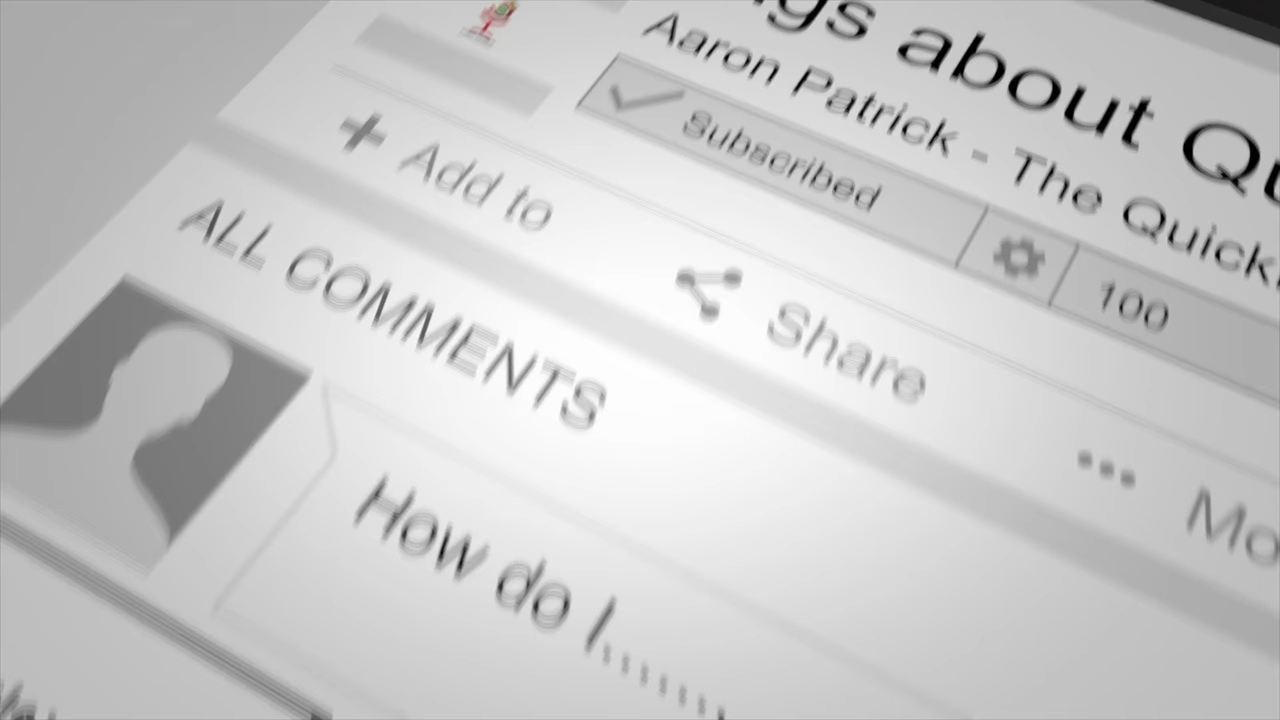 ngs about Qu
Aaron Patrick - The Quick
Subscribed
100
+ Add to
Share
••• Mo
ALL COMMENTS
How do I........